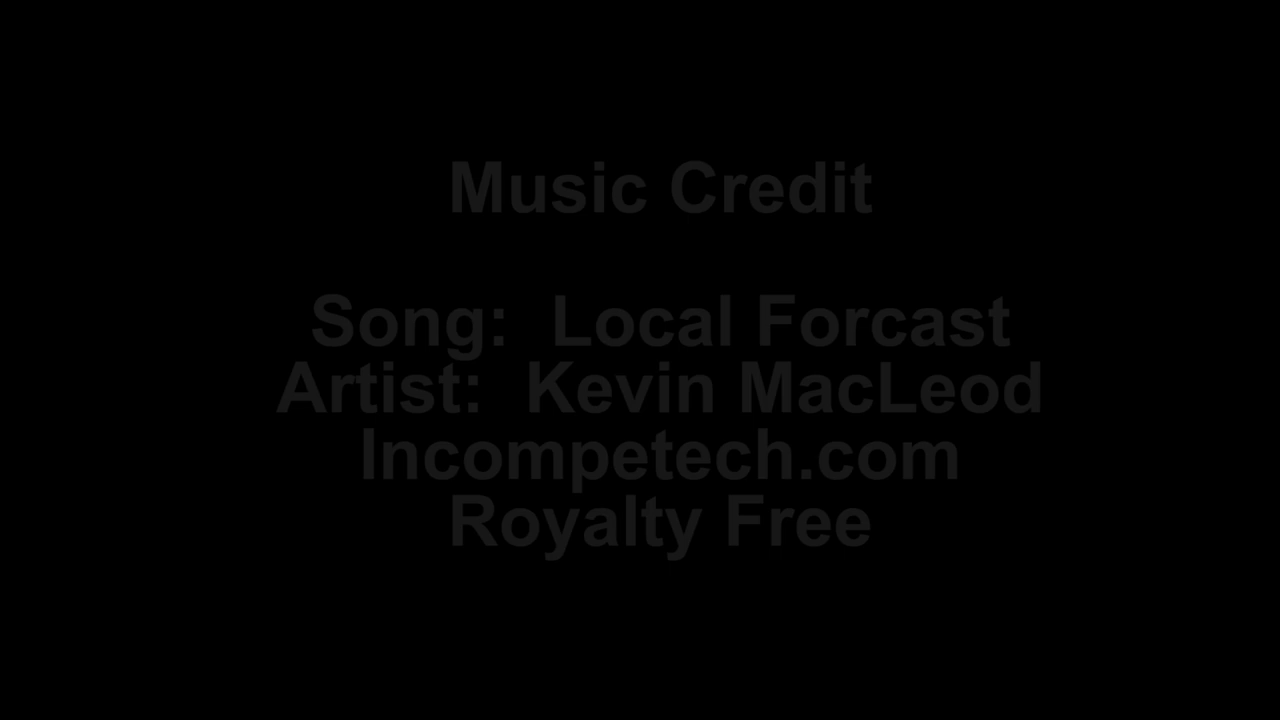 Music Credit
Song:  Local Forcast
Artist:  Kevin MacLeod
Incompetech.com
Royalty Free